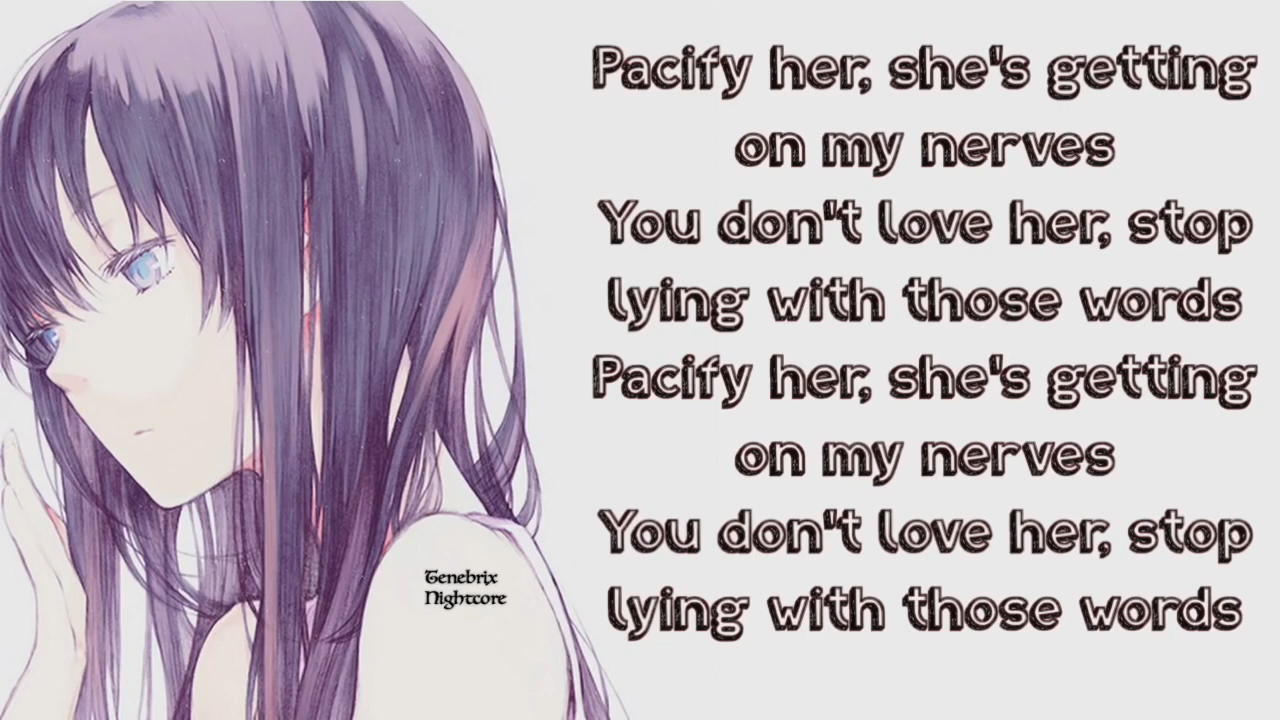 Pacify her, she's getting
on my nerves
You don't love her, stop
lying with those words
Pacify her, she's getting
on my nerves
You don't love her, stop
lying with those words
Tenebrix
Nightcore